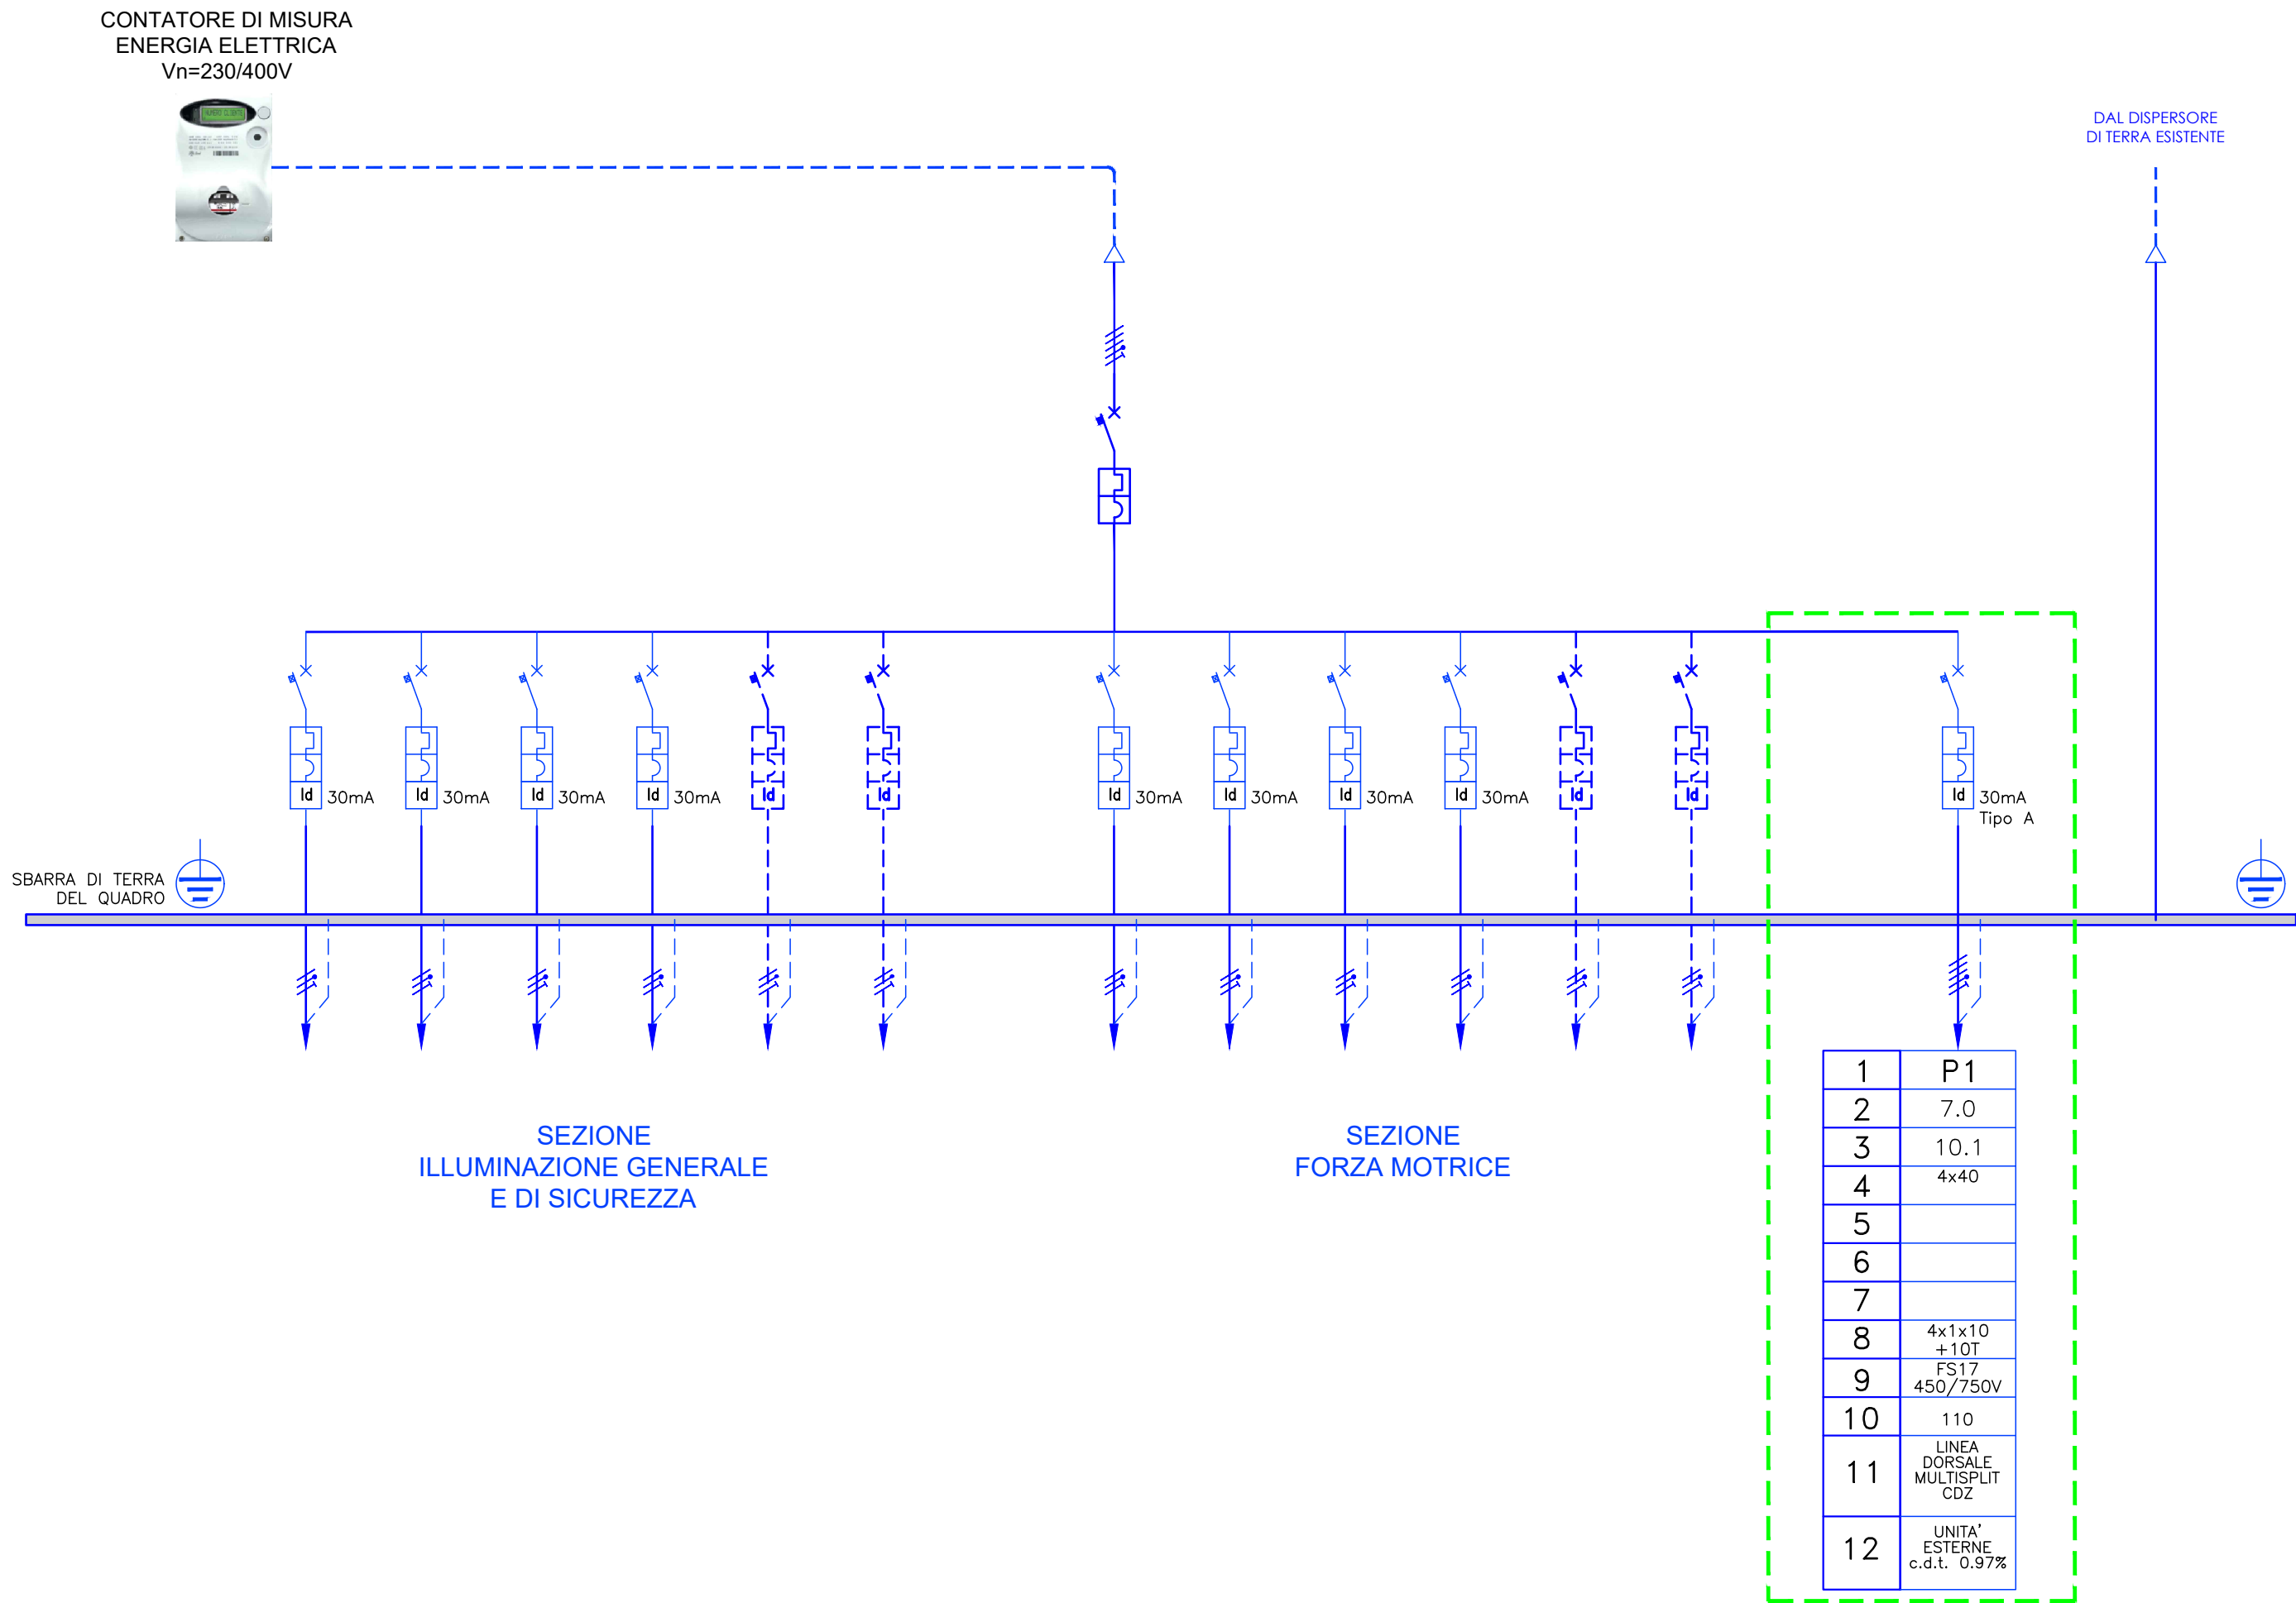 CONTATORE DI MISURA
ENERGIA ELETTRICA
Vn=230/400V
DAL DISPERSORE
DI TERRA ESISTENTE
Id 30mA
Id 30mA
Id 30mA
Id 30mA
Id
Id
Id 30mA
Id 30mA
Id 30mA
Id 30mA
Id
Id
Id 30mA
Tipo A
SBARRA DI TERRA
DEL QUADRO
SEZIONE
ILLUMINAZIONE GENERALE
E DI SICUREZZA
SEZIONE
FORZA MOTRICE
1 P1
2 7.0
3 10.1
4 4x40
5
6
7
8 4x1x10
+10T
9 FS17
450/750V
10 110
11 LINEA
DORSALE
MULTISPLIT
CDZ
12 UNITA'
ESTERNE
c.d.t. 0.97%